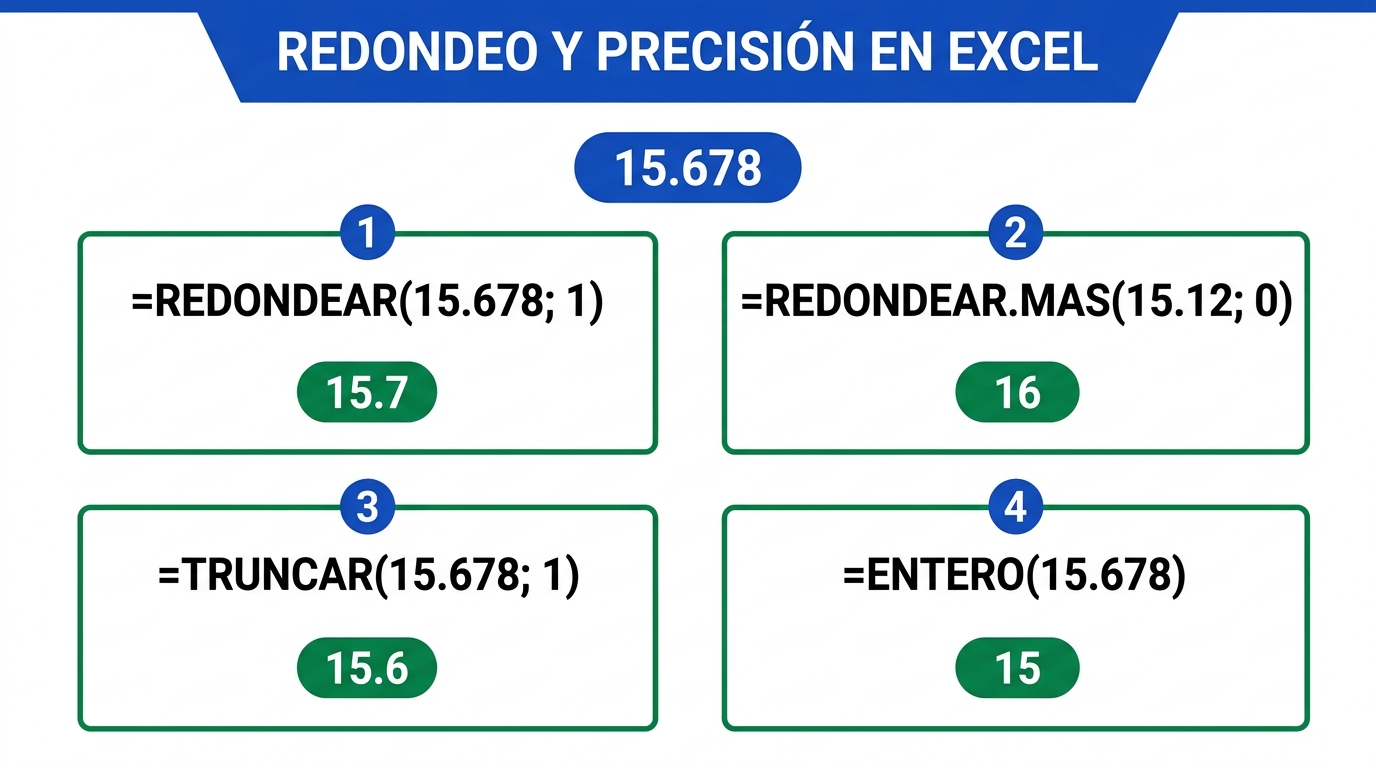 REDONDEO Y PRECISIÓN EN EXCEL
15.678
1
=REDONDEAR(15.678; 1)
15.7
2
=REDONDEAR.MAS(15.12; 0)
16
3
=TRUNCAR(15.678; 1)
15.6
4
=ENTERO(15.678)
15